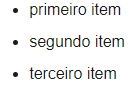 • primeiro item
• segundo item
• terceiro item